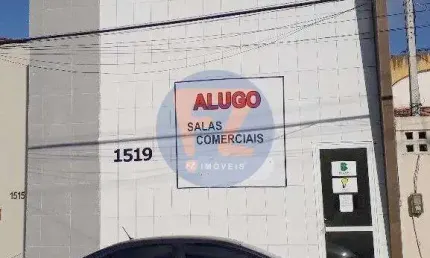 ALUGO
SALAS
COMERCIAIS
1519
IMÓVEIS
1515